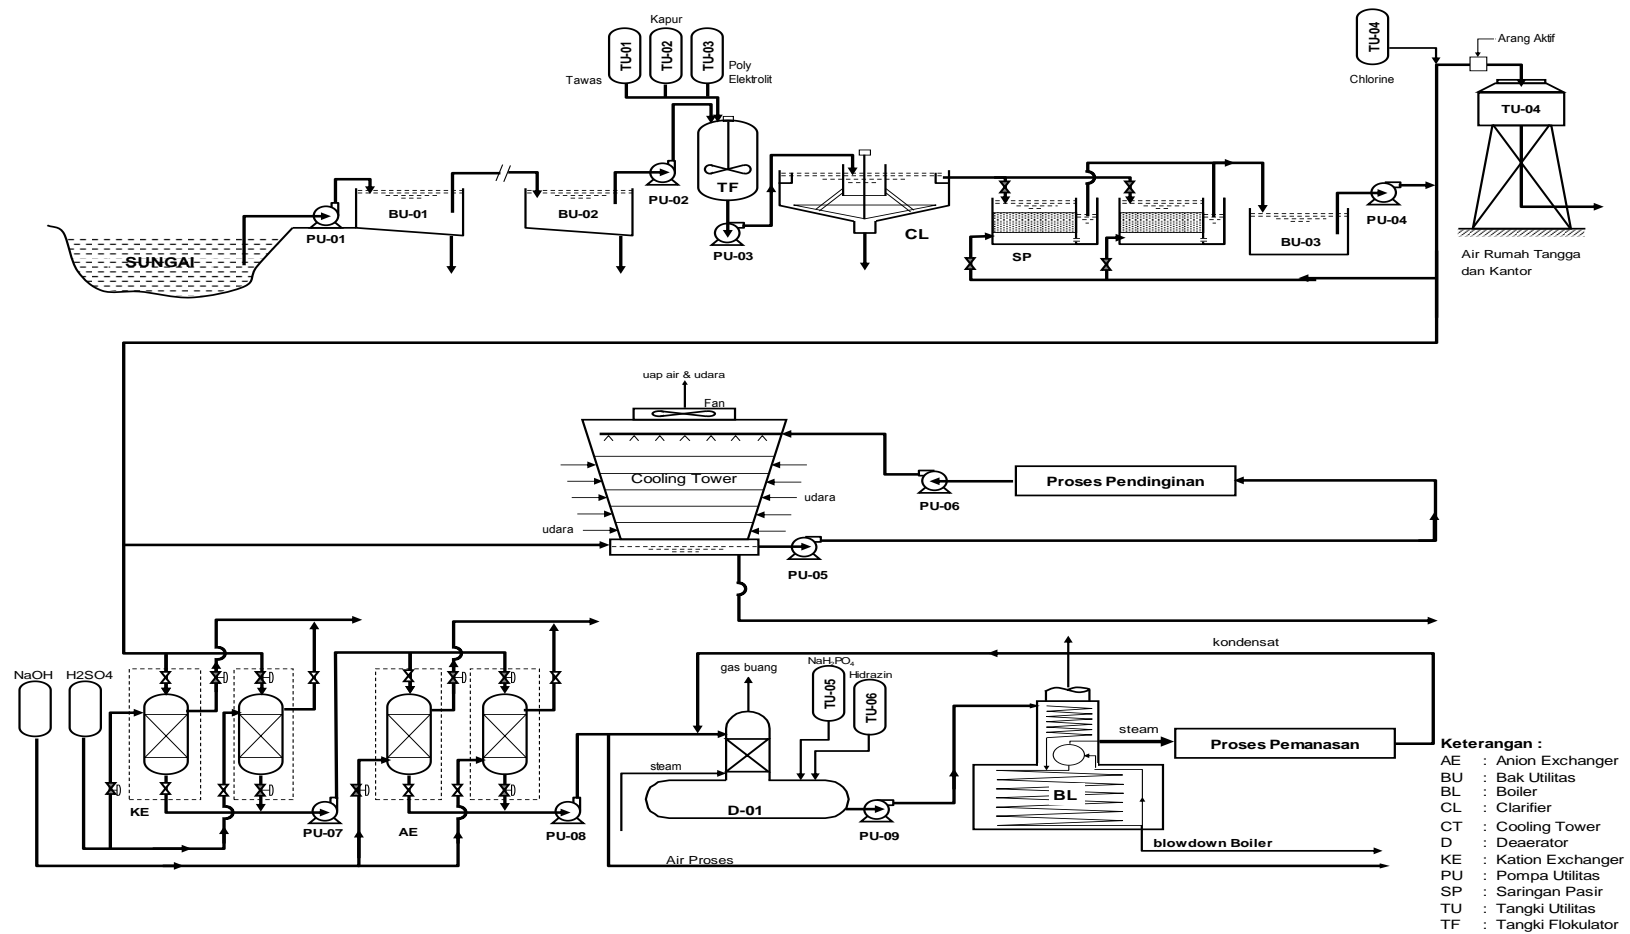 Kapur
TU-01
TU-02
TU-03
Tawas
Poly
Elektrolit
TU-04
Chlorine
Arang Aktif
TU-04
Air Rumah Tangga
dan Kantor
SUNGAI
PU-01
BU-01
BU-02
PU-02
TF
PU-03
CL
SP
BU-03
PU-04
uap air & udara
Fan
Cooling Tower
udara
udara
PU-05
PU-06
Proses Pendinginan
NaOH
H2SO4
KE
PU-07
AE
PU-08
gas buang
steam
D-01
NaH2PO4
TU-05
Hidrazin
TU-06
PU-09
BL
kondensat
steam
Proses Pemanasan
blowdown Boiler
Air Proses
Keterangan :
AE : Anion Exchanger
BU : Bak Utilitas
BL : Boiler
CL : Clarifier
CT : Cooling Tower
D : Deaerator
KE : Kation Exchanger
PU : Pompa Utilitas
SP : Saringan Pasir
TU : Tangki Utilitas
TF : Tangki Flokulator